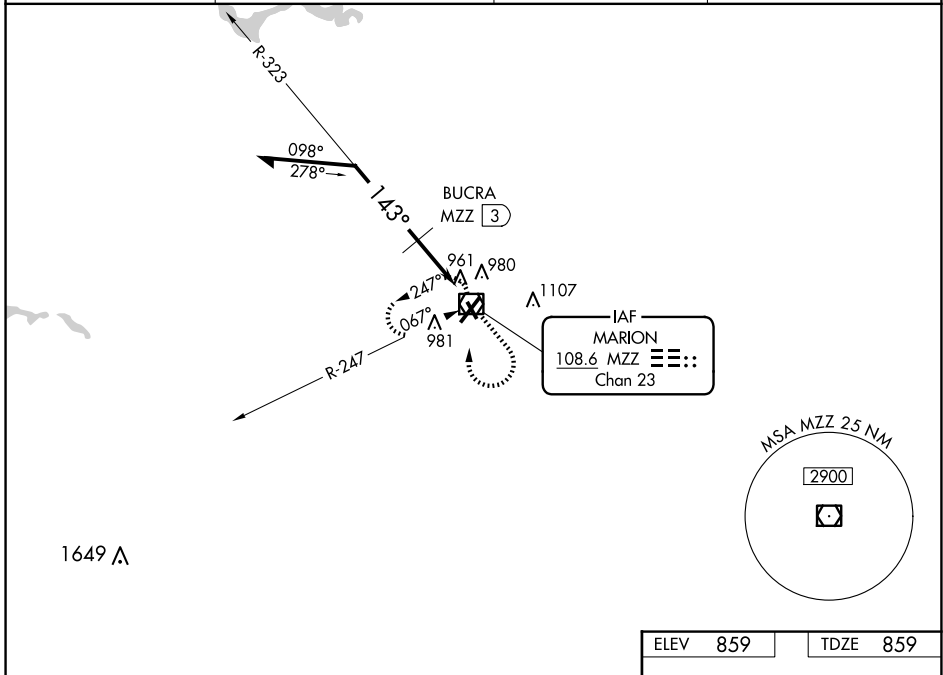 R-323
098°
278°
143°
BUCRA
MZZ 3
961
980
247°
1107
067°
981
IAF
MARION
108.6 MZZ
Chan 23
R-247
MSA MZZ 25 NM
2900
1649
ELEV 859
TDZE 859